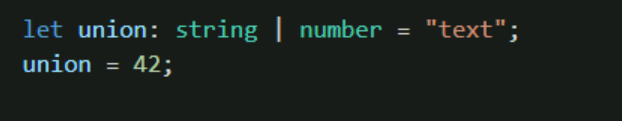 let union: string | number = "text";
union = 42;